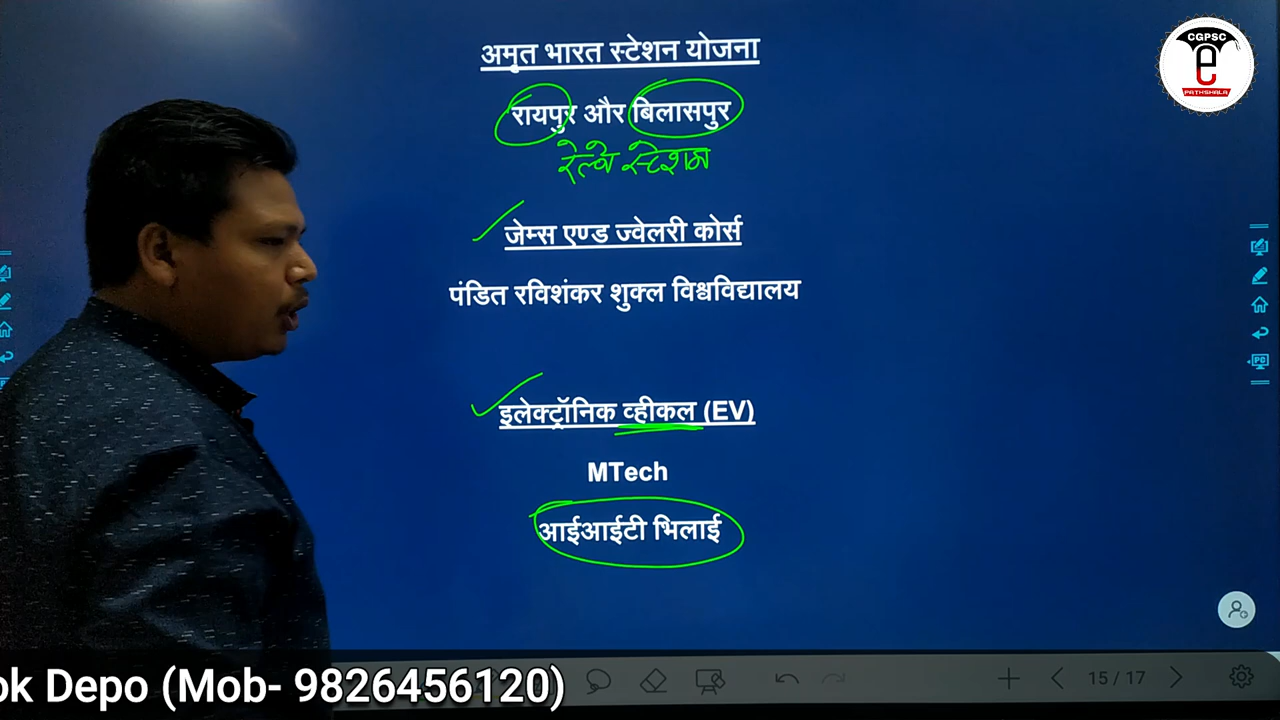 अमृत भारत स्टेशन योजना
रायपुर और बिलासपुर
रेल्वे स्टेशन
जेम्स एण्ड ज्वेलरी कोर्स
पंडित रविशंकर शुक्ल विश्वविद्यालय
इलेक्ट्रॉनिक व्हीकल (EV)
MTech
आईआईटी भिलाई
CGPSC
PATHSHALA
15 / 17
ok Depo (Mob- 9826456120)